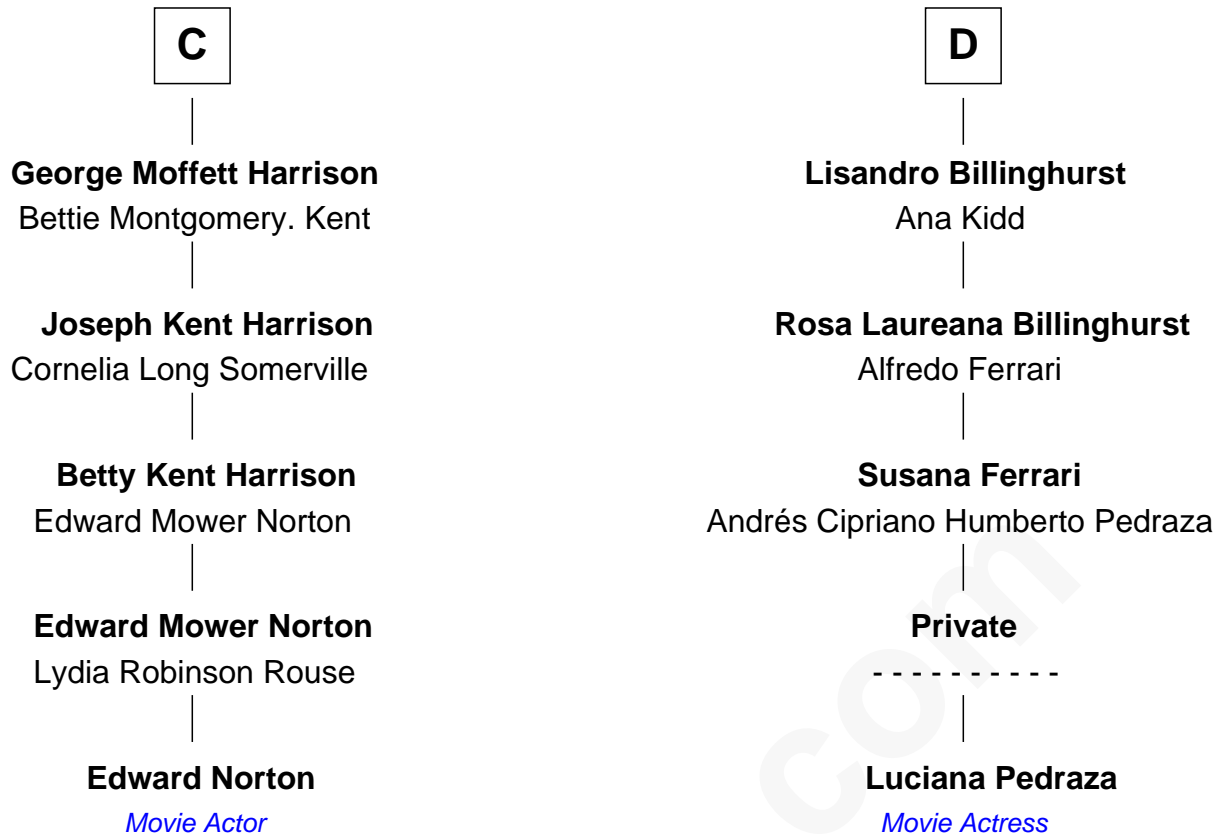 C
George Moffett Harrison
Bettie Montgomery. Kent
Joseph Kent Harrison
Cornelia Long Somerville
Betty Kent Harrison
Edward Mower Norton
Edward Mower Norton
Lydia Robinson Rouse
Edward Norton
Movie Actor
D
Lisandro Billinghurst
Ana Kidd
Rosa Laureana Billinghurst
Alfredo Ferrari
Susana Ferrari
Andrés Cipriano Humberto Pedraza
Private
- - - - - - - - - -
Luciana Pedraza
Movie Actress
com